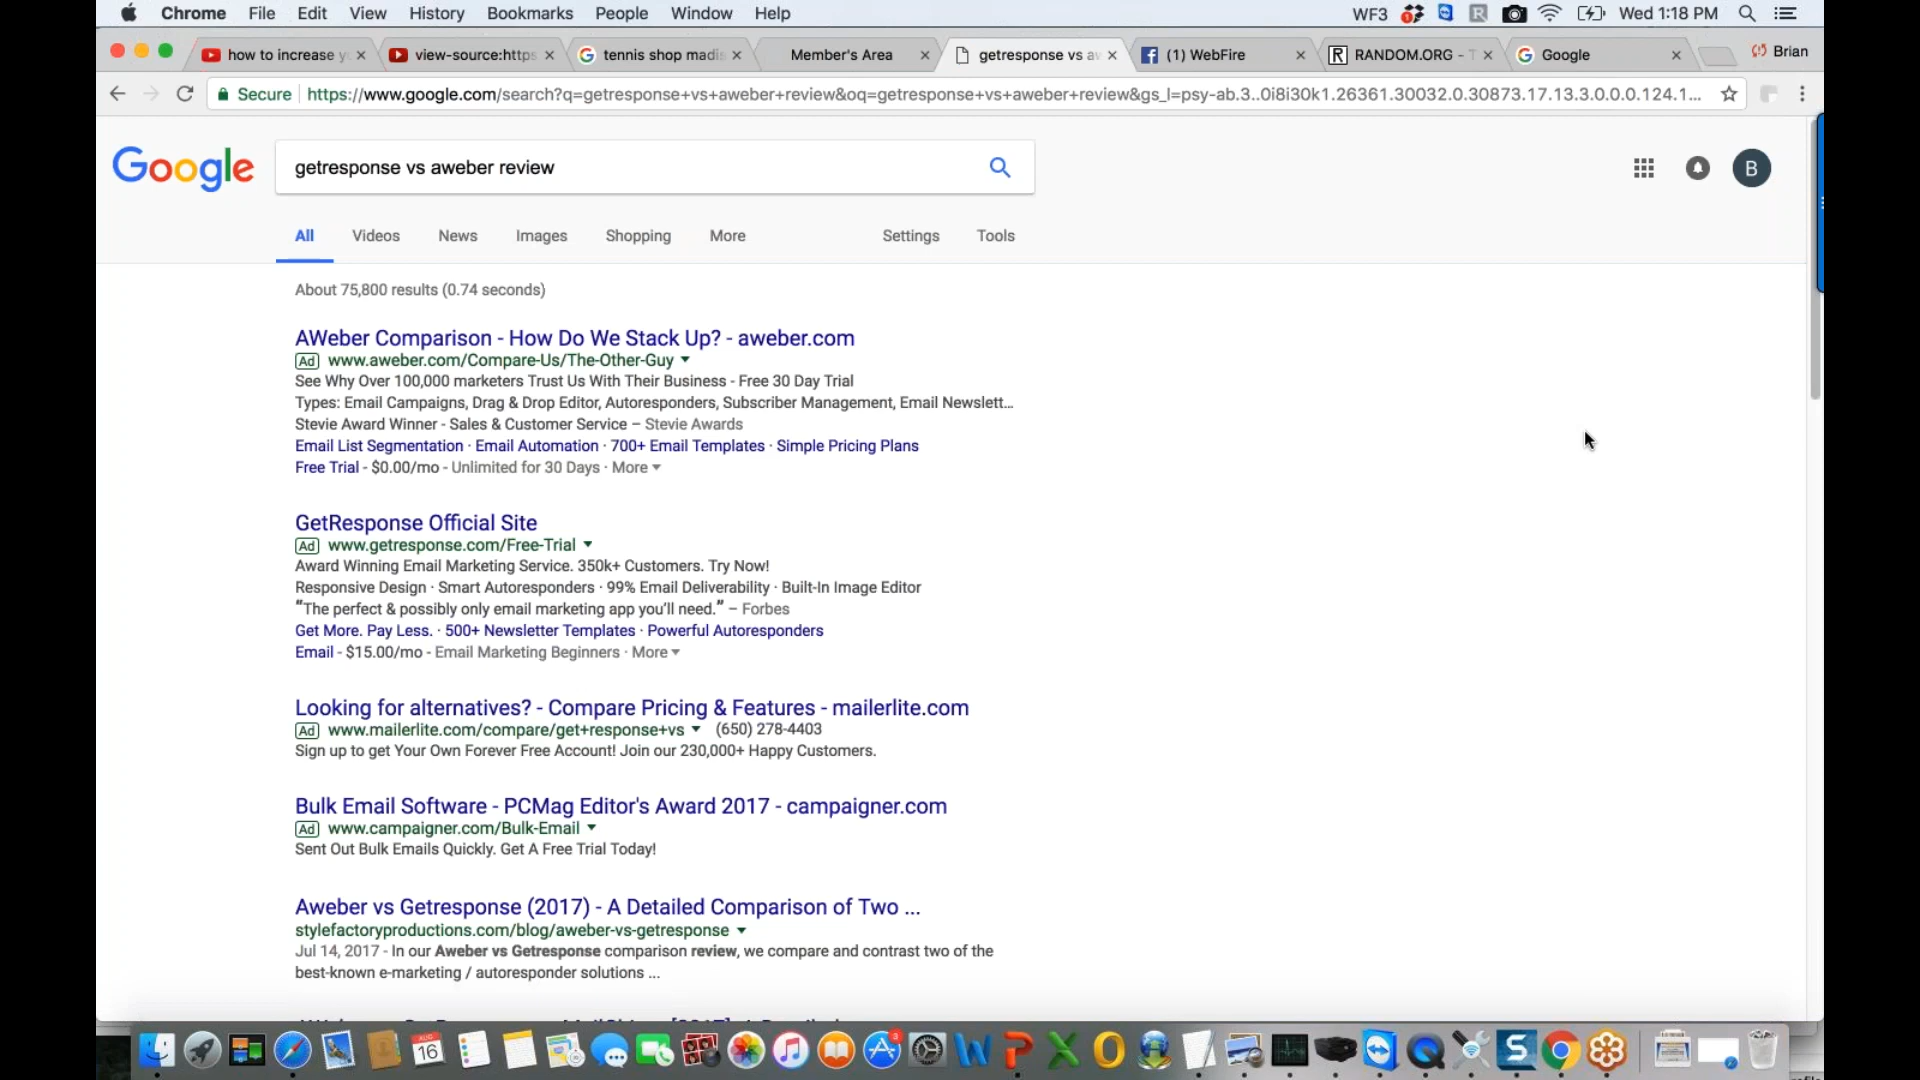 Chrome File Edit View History Bookmarks People Window Help WF3 Wed 1:18 PM
how to increase y view-source:https tennis shop madis Member's Area getresponse vs aw (1) WebFire RANDOM.ORG - T Google Brian
Secure https://www.google.com/search?q=getresponse+vs+aweber+review&oq=getresponse+vs+aweber+review&gs_l=psy-ab.3..0i8i30k1.26361.30032.0.30873.17.13.3.0.0.0.124.1...
Google getresponse vs aweber review B
All Videos News Images Shopping More Settings Tools
About 75,800 results (0.74 seconds)
AWeber Comparison - How Do We Stack Up? - aweber.com
Ad www.aweber.com/Compare-Us/The-Other-Guy
See Why Over 100,000 marketers Trust Us With Their Business - Free 30 Day Trial
Types: Email Campaigns, Drag & Drop Editor, Autoresponders, Subscriber Management, Email Newslett...
Stevie Award Winner - Sales & Customer Service – Stevie Awards
Email List Segmentation · Email Automation · 700+ Email Templates · Simple Pricing Plans
Free Trial - $0.00/mo - Unlimited for 30 Days · More
GetResponse Official Site
Ad www.getresponse.com/Free-Trial
Award Winning Email Marketing Service. 350k+ Customers. Try Now!
Responsive Design · Smart Autoresponders · 99% Email Deliverability · Built-In Image Editor
“The perfect & possibly only email marketing app you'll need.” – Forbes
Get More. Pay Less. · 500+ Newsletter Templates · Powerful Autoresponders
Email - $15.00/mo - Email Marketing Beginners · More
Looking for alternatives? - Compare Pricing & Features - mailerlite.com
Ad www.mailerlite.com/compare/get+response+vs (650) 278-4403
Sign up to get Your Own Forever Free Account! Join our 230,000+ Happy Customers.
Bulk Email Software - PCMag Editor's Award 2017 - campaigner.com
Ad www.campaigner.com/Bulk-Email
Sent Out Bulk Emails Quickly. Get A Free Trial Today!
Aweber vs Getresponse (2017) - A Detailed Comparison of Two ...
stylefactoryproductions.com/blog/aweber-vs-getresponse
Jul 14, 2017 - In our Aweber vs Getresponse comparison review, we compare and contrast two of the
best-known e-marketing / autoresponder solutions ...
AUG
16